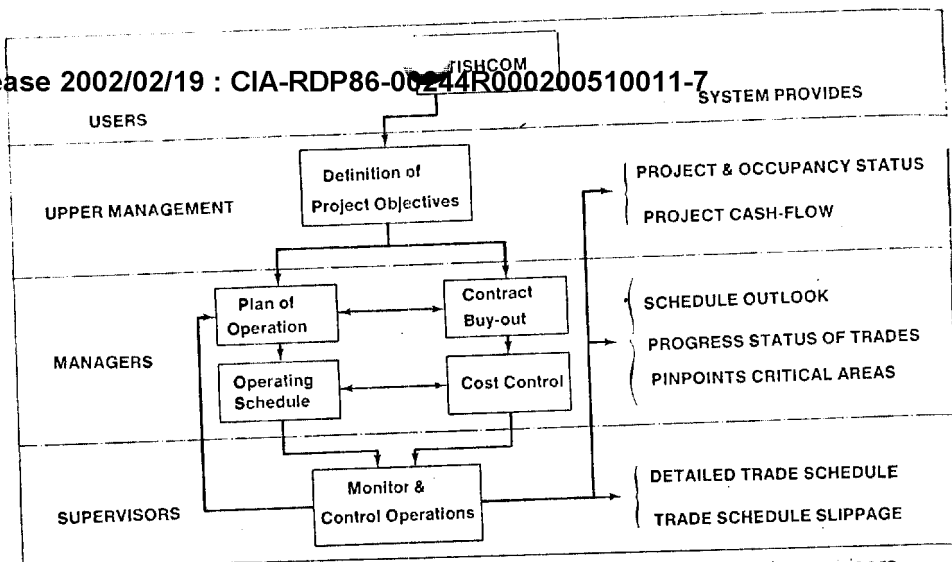 TISHCOM
ease 2002/02/19 : CIA-RDP86-00244R000200510011-7
USERS
SYSTEM PROVIDES
UPPER MANAGEMENT
Definition of
Project Objectives
PROJECT & OCCUPANCY STATUS
PROJECT CASH-FLOW
MANAGERS
Plan of
Operation
Contract
Buy-out
Operating
Schedule
Cost Control
SCHEDULE OUTLOOK
PROGRESS STATUS OF TRADES
PINPOINTS CRITICAL AREAS
SUPERVISORS
Monitor &
Control Operations
DETAILED TRADE SCHEDULE
TRADE SCHEDULE SLIPPAGE